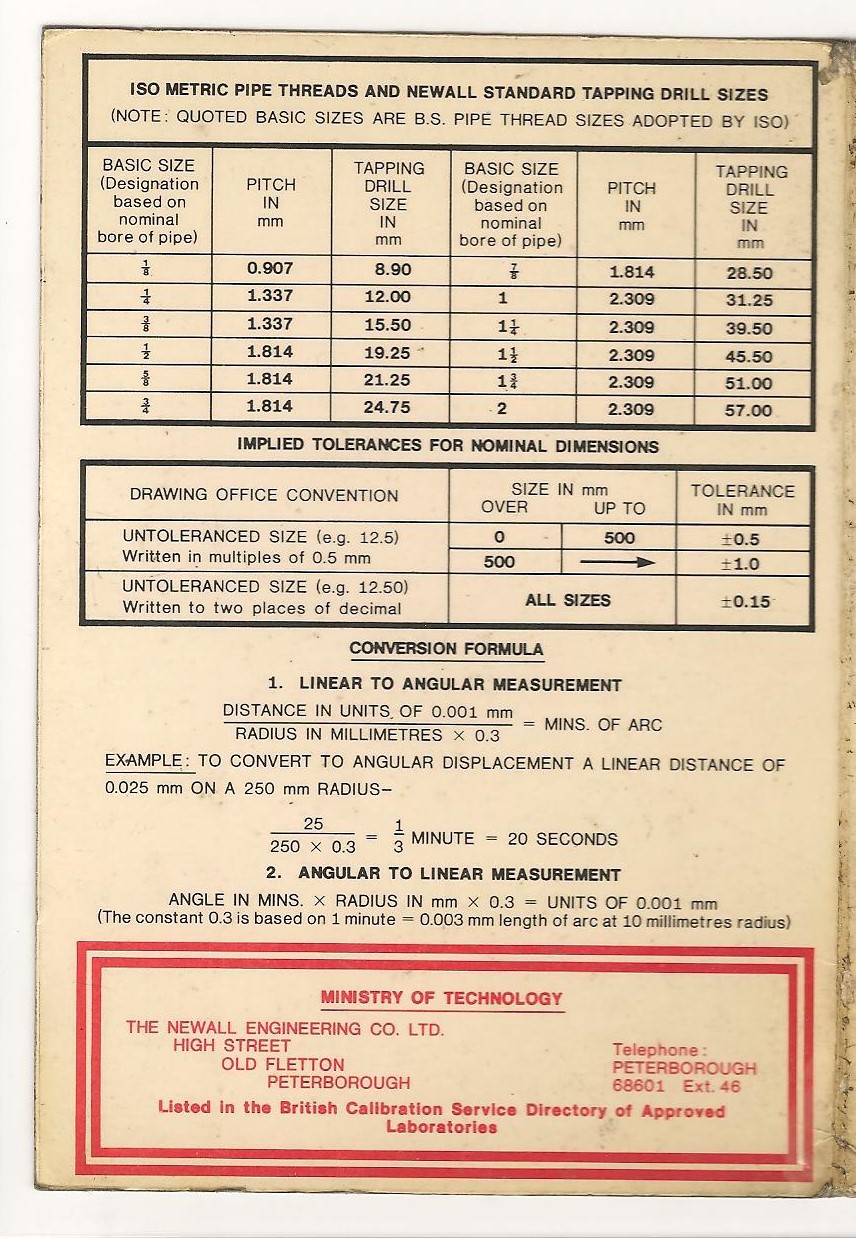 ISO METRIC PIPE THREADS AND NEWALL STANDARD TAPPING DRILL SIZES
(NOTE: QUOTED BASIC SIZES ARE B.S. PIPE THREAD SIZES ADOPTED BY ISO)
BASIC SIZE (Designation based on nominal bore of pipe) PITCH IN mm TAPPING DRILL SIZE IN mm BASIC SIZE (Designation based on nominal bore of pipe) PITCH IN mm TAPPING DRILL SIZE IN mm
1/8 0.907 8.90 7/8 1.814 28.50
1/4 1.337 12.00 1 2.309 31.25
3/8 1.337 15.50 1 1/4 2.309 39.50
1/2 1.814 19.25 1 1/2 2.309 45.50
5/8 1.814 21.25 1 3/4 2.309 51.00
3/4 1.814 24.75 2 2.309 57.00
IMPLIED TOLERANCES FOR NOMINAL DIMENSIONS
DRAWING OFFICE CONVENTION SIZE IN mm OVER UP TO TOLERANCE IN mm
UNTOLERANCED SIZE (e.g. 12.5) 0 500 ±0.5
Written in multiples of 0.5 mm 500 → ±1.0
UNTOLERANCED SIZE (e.g. 12.50)
Written to two places of decimal ALL SIZES ±0.15
CONVERSION FORMULA
1. LINEAR TO ANGULAR MEASUREMENT
DISTANCE IN UNITS OF 0.001 mm
RADIUS IN MILLIMETRES × 0.3 = MINS. OF ARC
EXAMPLE: TO CONVERT TO ANGULAR DISPLACEMENT A LINEAR DISTANCE OF
0.025 mm ON A 250 mm RADIUS–
25
250 × 0.3 = 1/3 MINUTE = 20 SECONDS
2. ANGULAR TO LINEAR MEASUREMENT
ANGLE IN MINS. × RADIUS IN mm × 0.3 = UNITS OF 0.001 mm
(The constant 0.3 is based on 1 minute = 0.003 mm length of arc at 10 millimetres radius)
MINISTRY OF TECHNOLOGY
THE NEWALL ENGINEERING CO. LTD.
HIGH STREET
OLD FLETTON
PETERBOROUGH
Telephone:
PETERBOROUGH
68601 Ext. 46
Listed in the British Calibration Service Directory of Approved
Laboratories